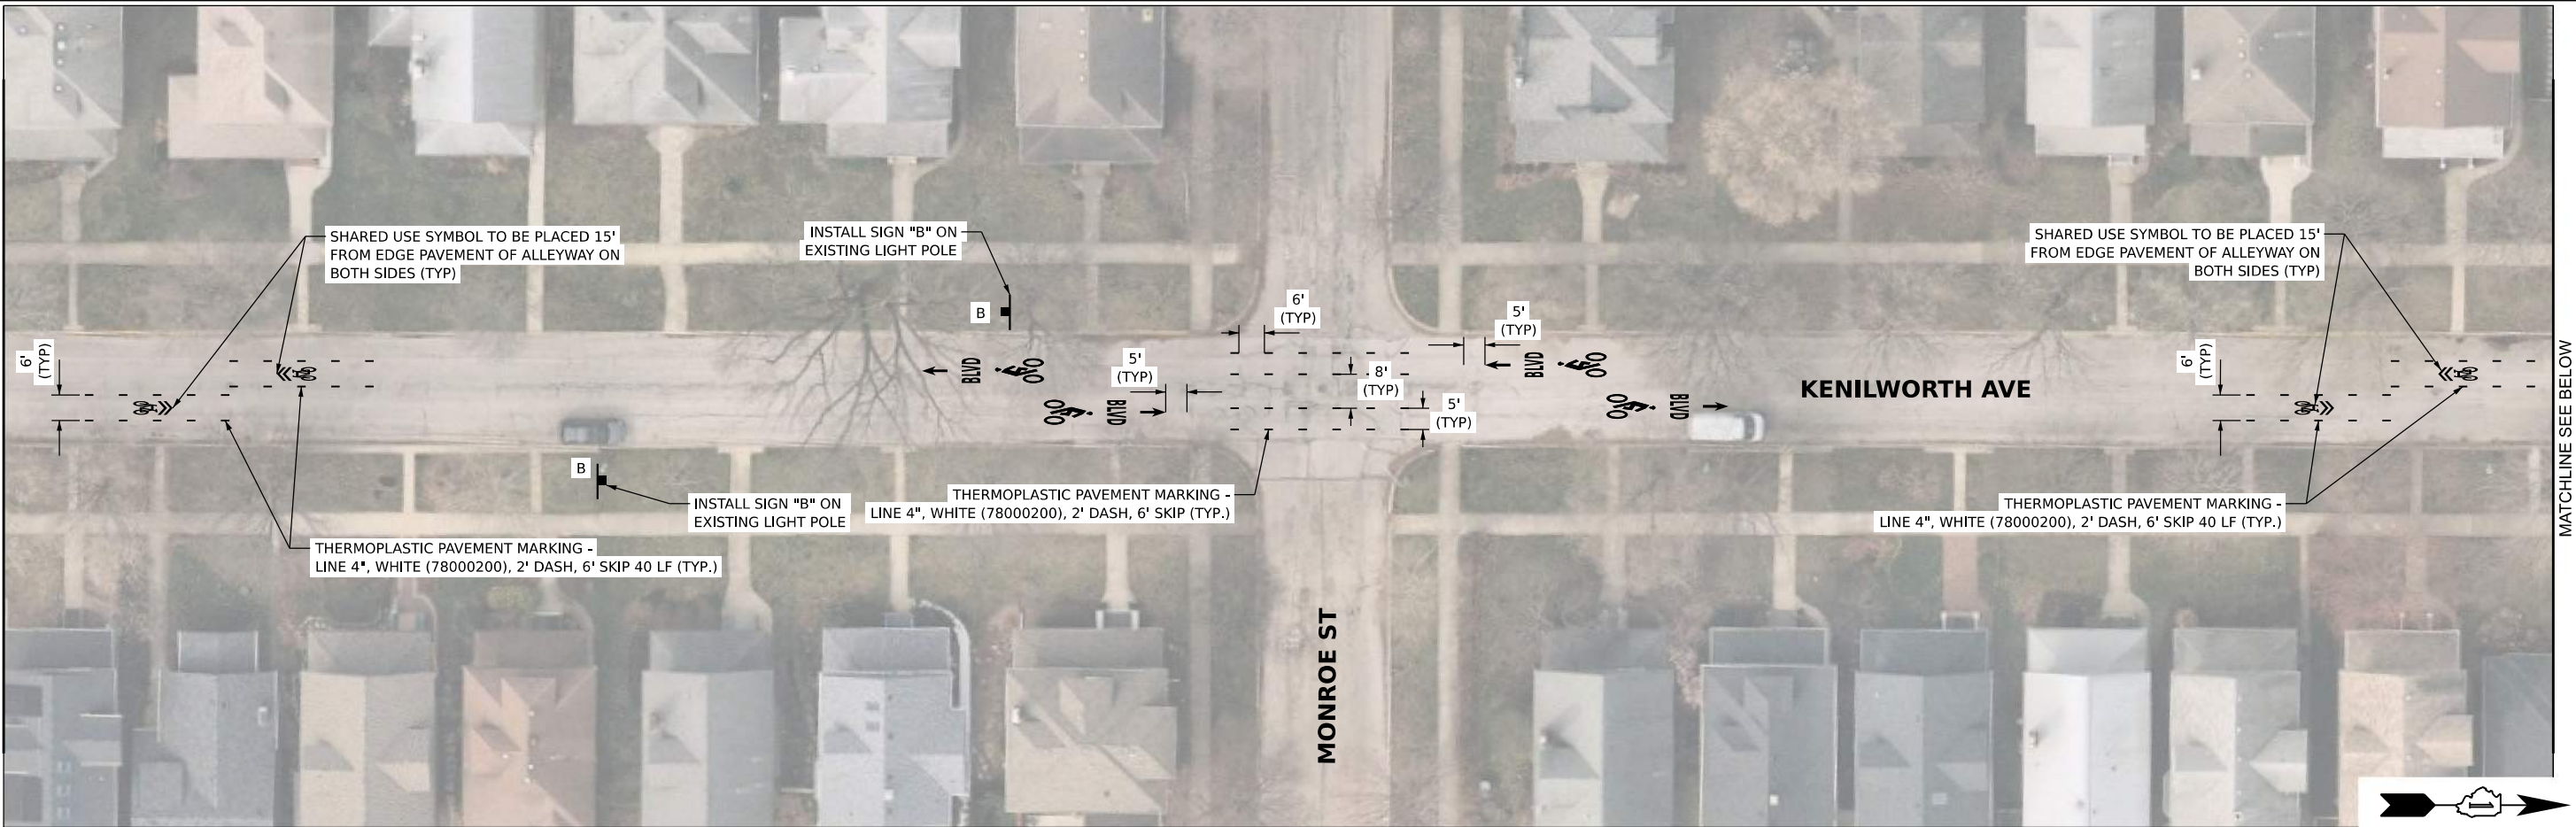 SHARED USE SYMBOL TO BE PLACED 15'
FROM EDGE PAVEMENT OF ALLEYWAY ON
BOTH SIDES (TYP)
INSTALL SIGN "B" ON
EXISTING LIGHT POLE
B
6'
(TYP)
5'
(TYP)
SHARED USE SYMBOL TO BE PLACED 15'
FROM EDGE PAVEMENT OF ALLEYWAY ON
BOTH SIDES (TYP)
6'
(TYP)
BLVD
5'
(TYP)
8'
(TYP)
BLVD
6'
(TYP)
BLVD
5'
(TYP)
BLVD
KENILWORTH AVE
MATCHLINE SEE BELOW
B
INSTALL SIGN "B" ON
EXISTING LIGHT POLE
THERMOPLASTIC PAVEMENT MARKING -
LINE 4", WHITE (78000200), 2' DASH, 6' SKIP (TYP.)
THERMOPLASTIC PAVEMENT MARKING -
LINE 4", WHITE (78000200), 2' DASH, 6' SKIP 40 LF (TYP.)
THERMOPLASTIC PAVEMENT MARKING -
LINE 4", WHITE (78000200), 2' DASH, 6' SKIP 40 LF (TYP.)
MONROE ST